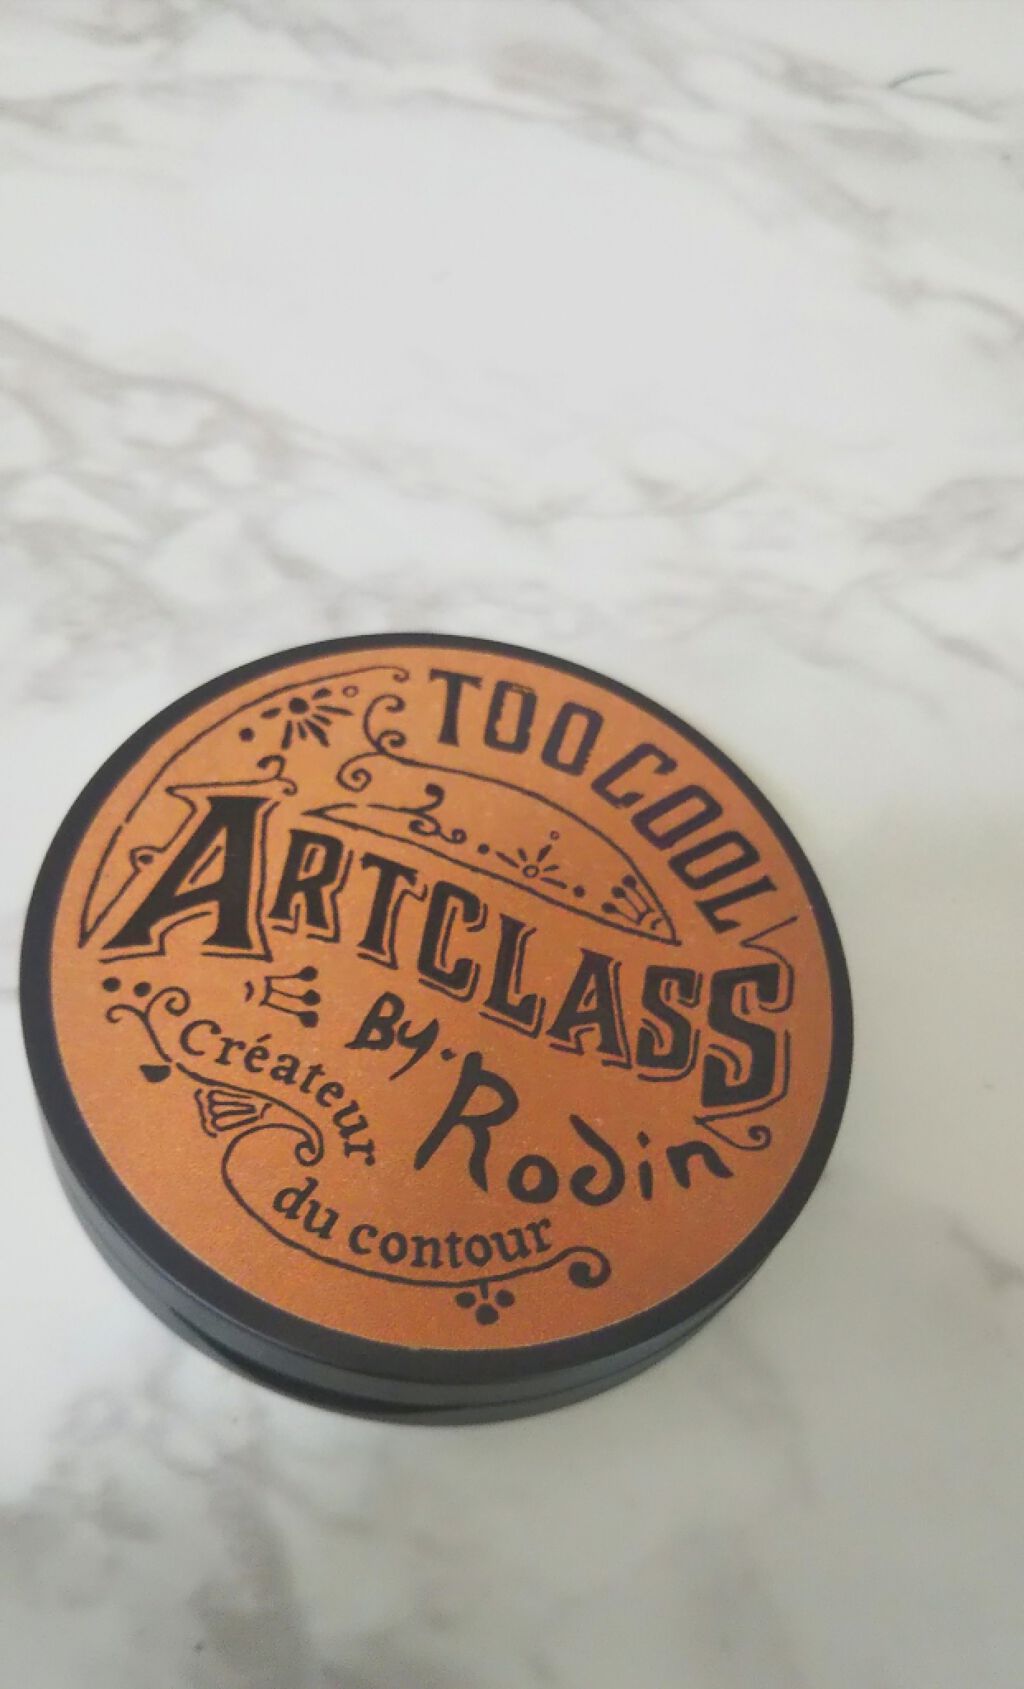 TOO COOL
ARTCLASS
BY·Rodin
Créateur
du contour